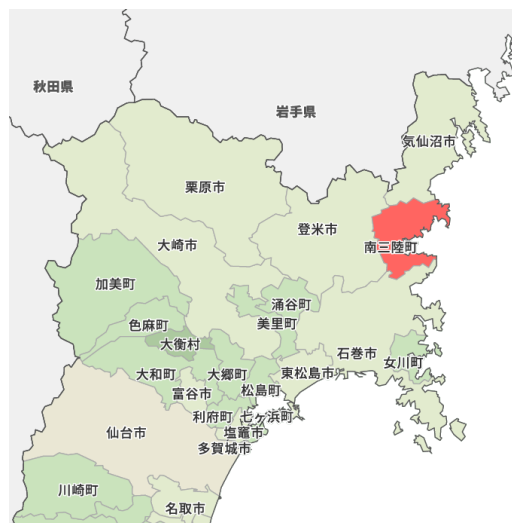 秋田県
岩手県
気仙沼市
栗原市
登米市
大崎市
南三陸町
加美町
涌谷町
色麻町
美里町
大衡村
石巻市
女川町
大和町
大郷町
東松島市
富谷市
松島町
利府町
七ヶ浜町
仙台市
塩竈市
多賀城市
川崎町
名取市